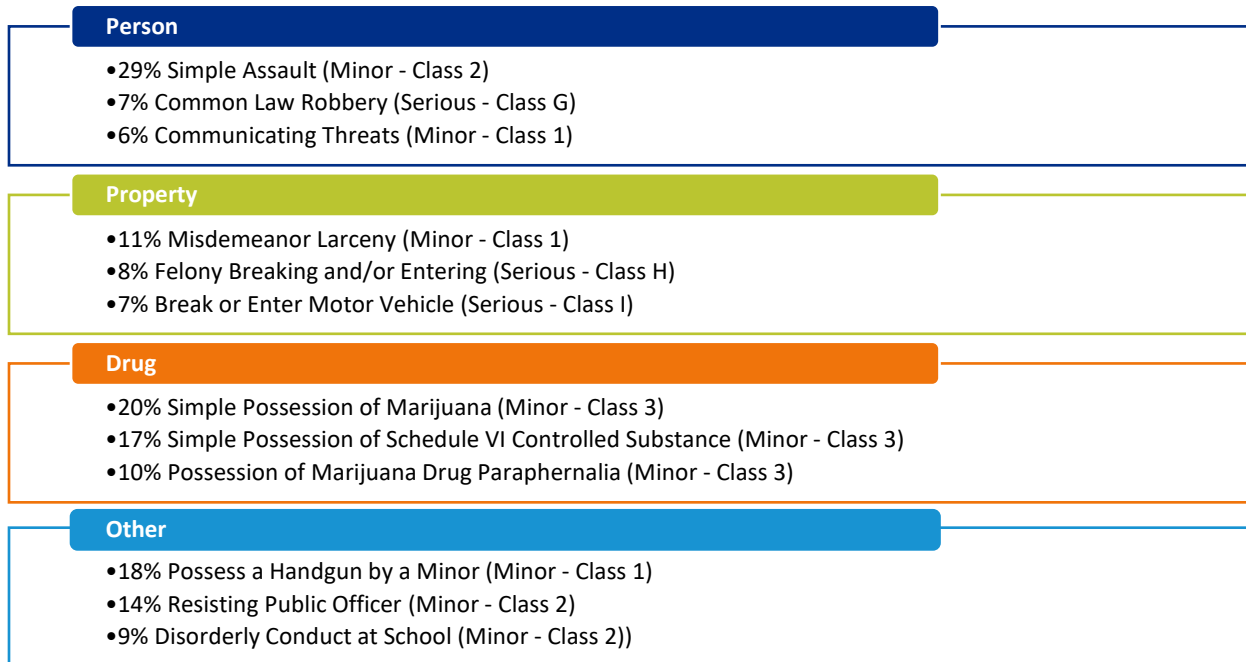 Person
•29% Simple Assault (Minor - Class 2)
•7% Common Law Robbery (Serious - Class G)
•6% Communicating Threats (Minor - Class 1)
Property
•11% Misdemeanor Larceny (Minor - Class 1)
•8% Felony Breaking and/or Entering (Serious - Class H)
•7% Break or Enter Motor Vehicle (Serious - Class I)
Drug
•20% Simple Possession of Marijuana (Minor - Class 3)
•17% Simple Possession of Schedule VI Controlled Substance (Minor - Class 3)
•10% Possession of Marijuana Drug Paraphernalia (Minor - Class 3)
Other
•18% Possess a Handgun by a Minor (Minor - Class 1)
•14% Resisting Public Officer (Minor - Class 2)
•9% Disorderly Conduct at School (Minor - Class 2))